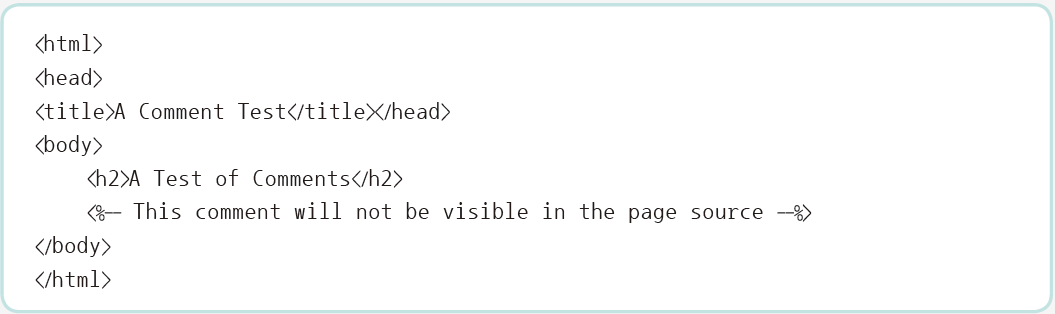 <html>
<head>
<title>A Comment Test</title></head>
<body>
<h2>A Test of Comments</h2>
<%-- This comment will not be visible in the page source --%>
</body>
</html>